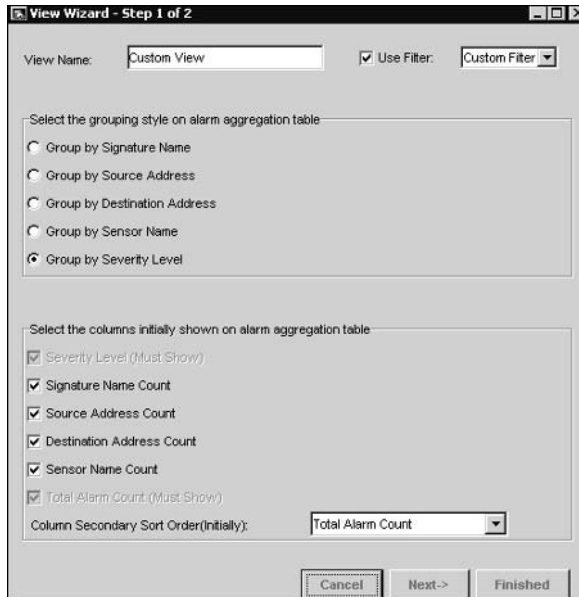 View Wizard - Step 1 of 2
View Name: Custom View Use Filter: Custom Filter
Select the grouping style on alarm aggregation table
Group by Signature Name
Group by Source Address
Group by Destination Address
Group by Sensor Name
Group by Severity Level
Select the columns initially shown on alarm aggregation table
Severity Level (Must Show)
Signature Name Count
Source Address Count
Destination Address Count
Sensor Name Count
Total Alarm Count (Must Show)
Column Secondary Sort Order(Initially): Total Alarm Count
Cancel Next-> Finished